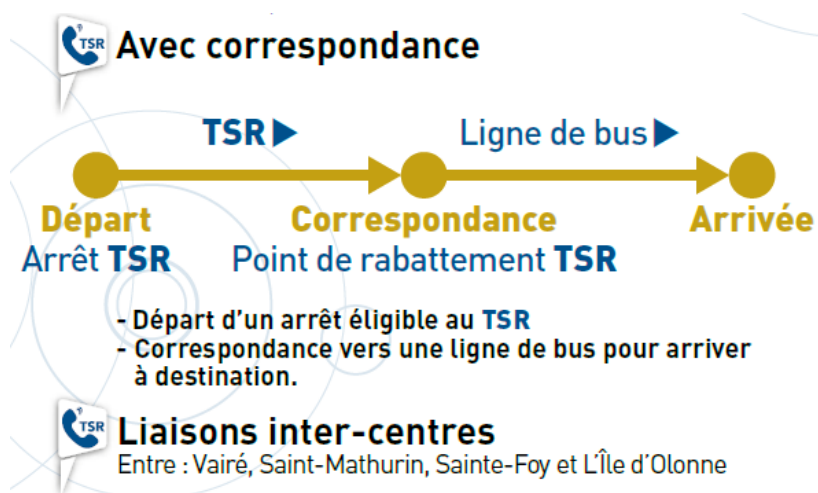 TSR
Avec correspondance
TSR
Ligne de bus
Départ
Correspondance
Arrivée
Arrêt TSR
Point de rabattement TSR
- Départ d'un arrêt éligible au TSR
- Correspondance vers une ligne de bus pour arriver
à destination.
TSR
Liaisons inter-centres
Entre : Vairé, Saint-Mathurin, Sainte-Foy et L'Île d'Olonne